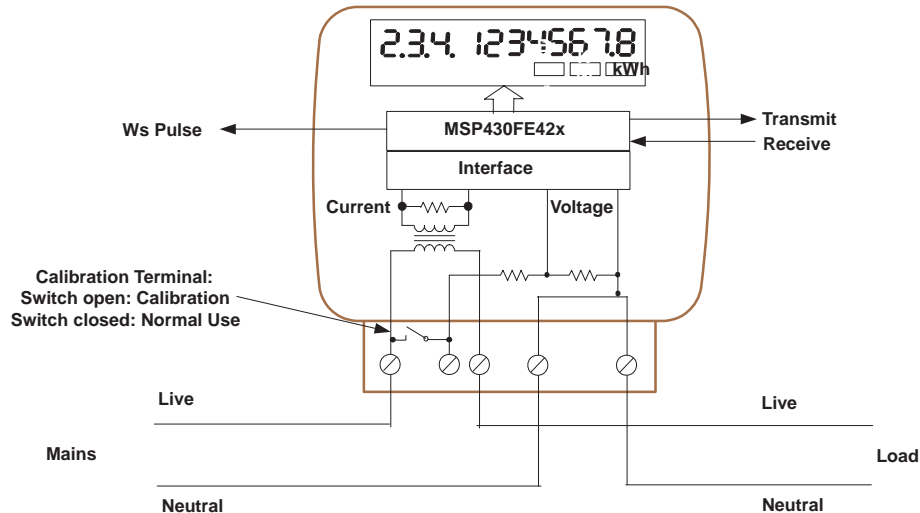 2.3.4. 1234567.8
kWh
MSP430FE42x
Ws Pulse
Transmit
Receive
Interface
Current
Voltage
Calibration Terminal:
Switch open: Calibration
Switch closed: Normal Use
Live
Live
Mains
Load
Neutral
Neutral